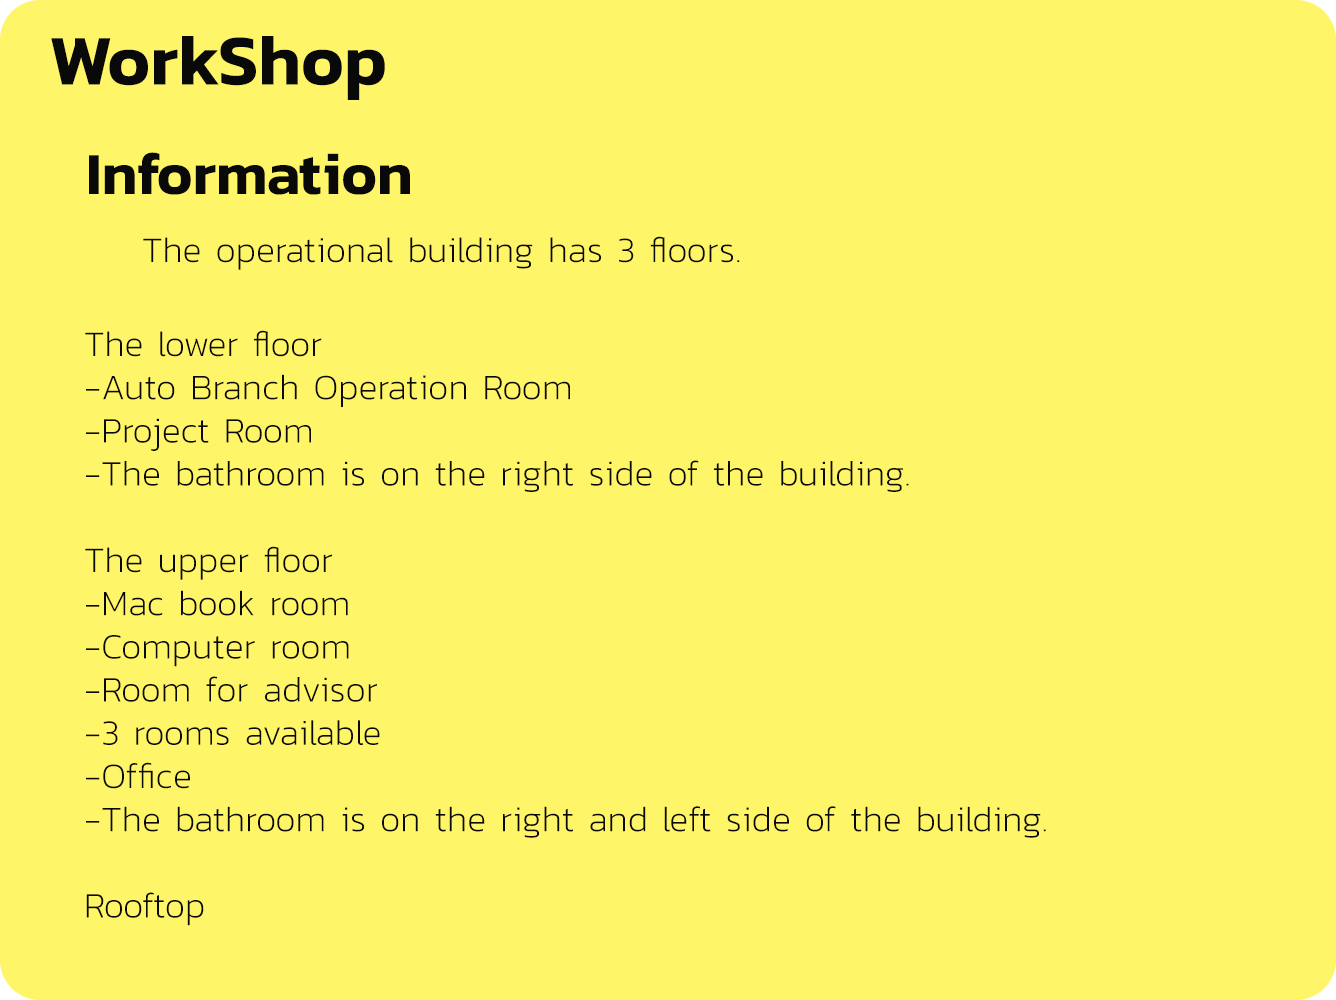 WorkShop
Information
The operational building has 3 floors.
The lower floor
-Auto Branch Operation Room
-Project Room
-The bathroom is on the right side of the building.
The upper floor
-Mac book room
-Computer room
-Room for advisor
-3 rooms available
-Office
-The bathroom is on the right and left side of the building.
Rooftop